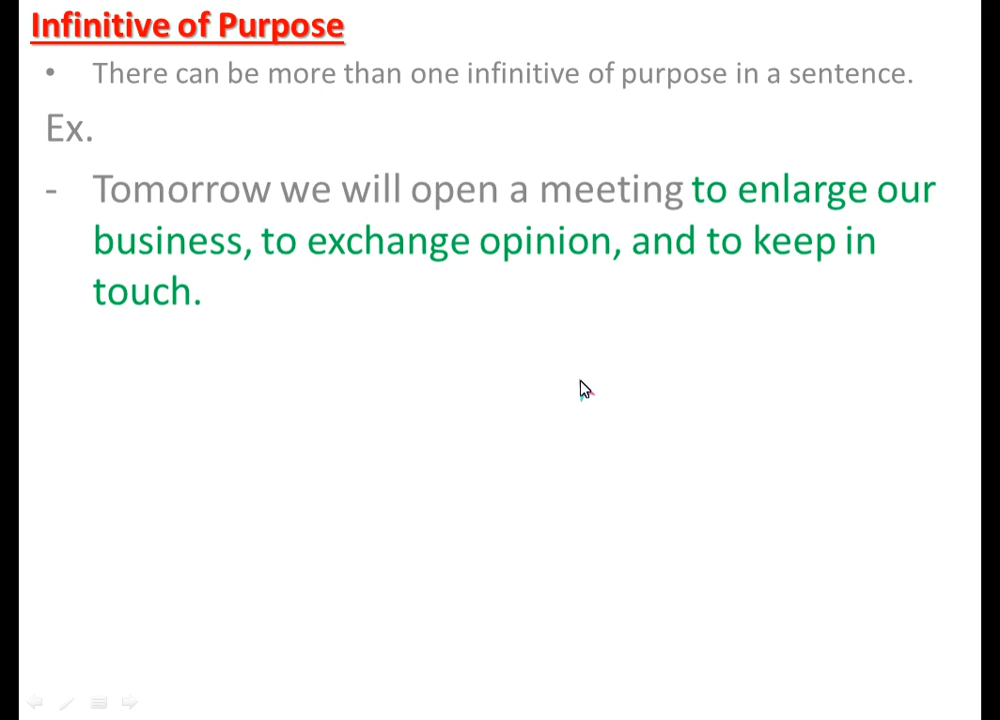 Infinitive of Purpose
• There can be more than one infinitive of purpose in a sentence.
Ex.
- Tomorrow we will open a meeting to enlarge our
business, to exchange opinion, and to keep in
touch.